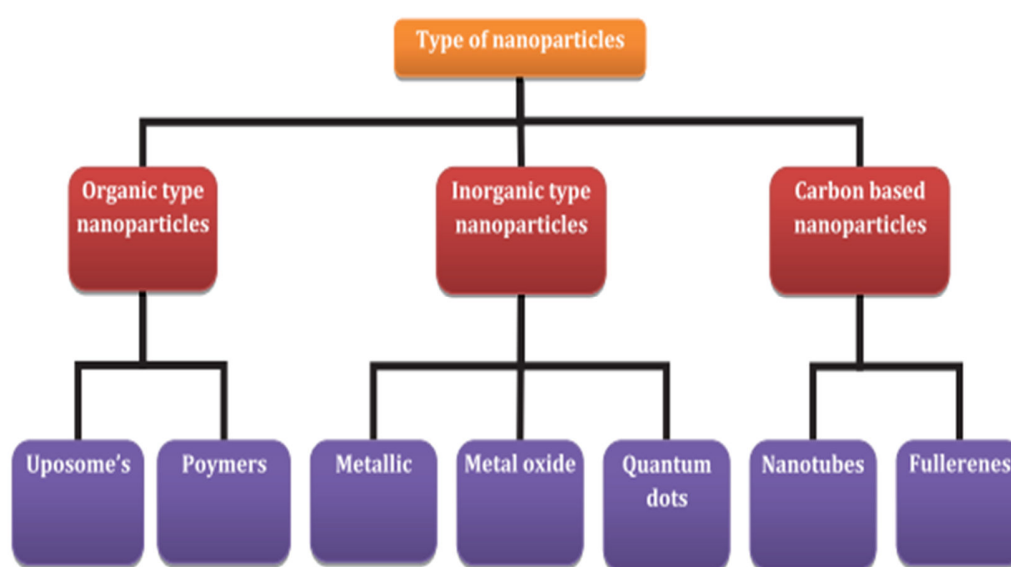 Type of nanoparticles
Organic type
nanoparticles
Inorganic type
nanoparticles
Carbon based
nanoparticles
Uposome's
Poymers
Metallic
Metal oxide
Quantum
dots
Nanotubes
Fullerenes